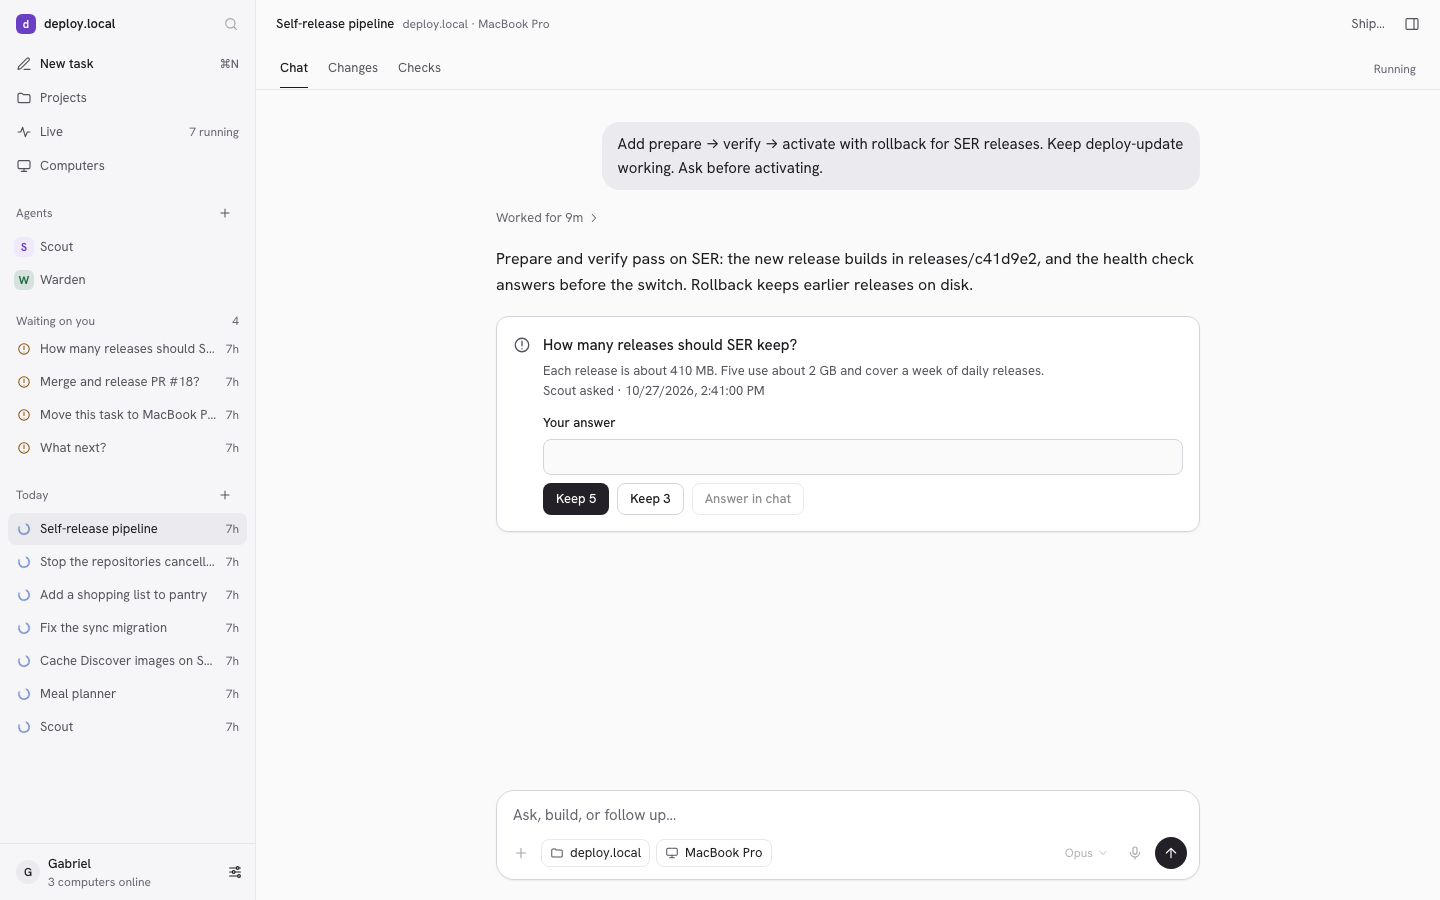 d deploy.local
New task ⌘N
Projects
Live 7 running
Computers
Agents
S Scout
W Warden
Waiting on you 4
How many releases should S... 7h
Merge and release PR #18? 7h
Move this task to MacBook P... 7h
What next? 7h
Today
Self-release pipeline 7h
Stop the repositories cancell... 7h
Add a shopping list to pantry 7h
Fix the sync migration 7h
Cache Discover images on S... 7h
Meal planner 7h
Scout 7h
G Gabriel
3 computers online
Self-release pipeline deploy.local · MacBook Pro Ship...
Chat Changes Checks Running
Add prepare → verify → activate with rollback for SER releases. Keep deploy-update
working. Ask before activating.
Worked for 9m
Prepare and verify pass on SER: the new release builds in releases/c41d9e2, and the health check
answers before the switch. Rollback keeps earlier releases on disk.
How many releases should SER keep?
Each release is about 410 MB. Five use about 2 GB and cover a week of daily releases.
Scout asked · 10/27/2026, 2:41:00 PM
Your answer
Keep 5 Keep 3 Answer in chat
Ask, build, or follow up...
deploy.local MacBook Pro Opus